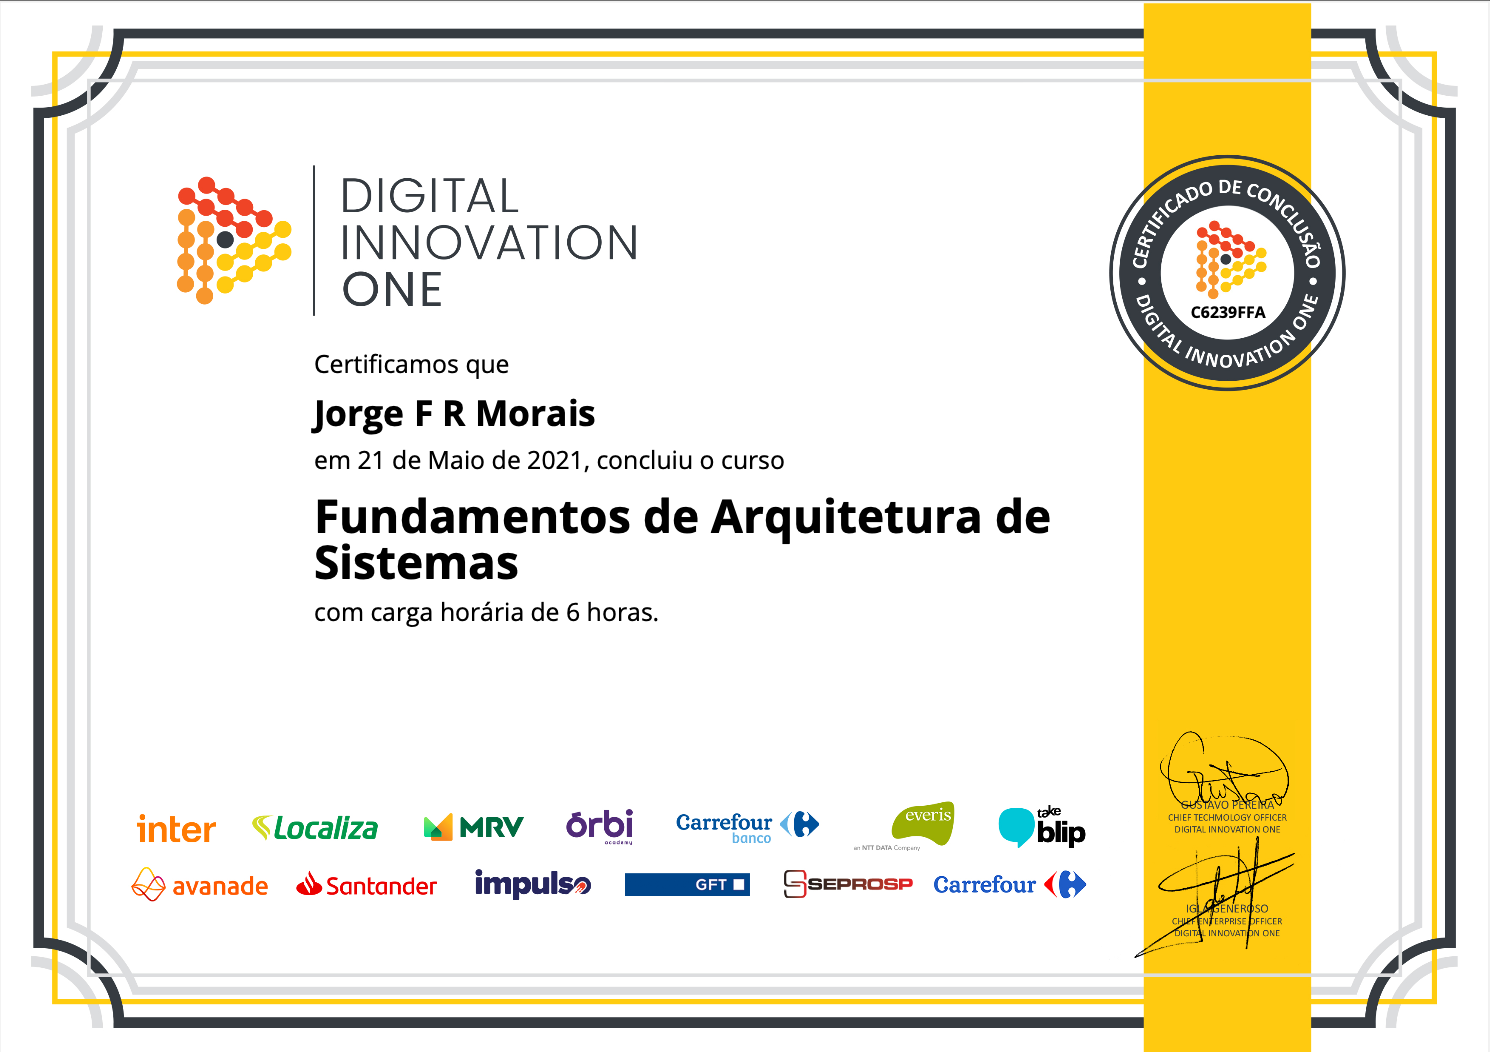 DIGITAL
INNOVATION
ONE
CERTIFICADO DE CONCLUSÃO
C6239FFA
DIGITAL INNOVATION ONE
Certificamos que
Jorge F R Morais
em 21 de Maio de 2021, concluiu o curso
Fundamentos de Arquitetura de
Sistemas
com carga horária de 6 horas.
GUSTAVO PEREIRA
CHIEF TECHNOLOGY OFFICER
DIGITAL INNOVATION ONE
inter Localiza MRV órbi academy Carrefour banco everis an NTT DATA Company take blip
avanade Santander impulso GFT SEPROSP Carrefour
IGLA GENEROSO
CHIEF ENTERPRISE OFFICER
DIGITAL INNOVATION ONE